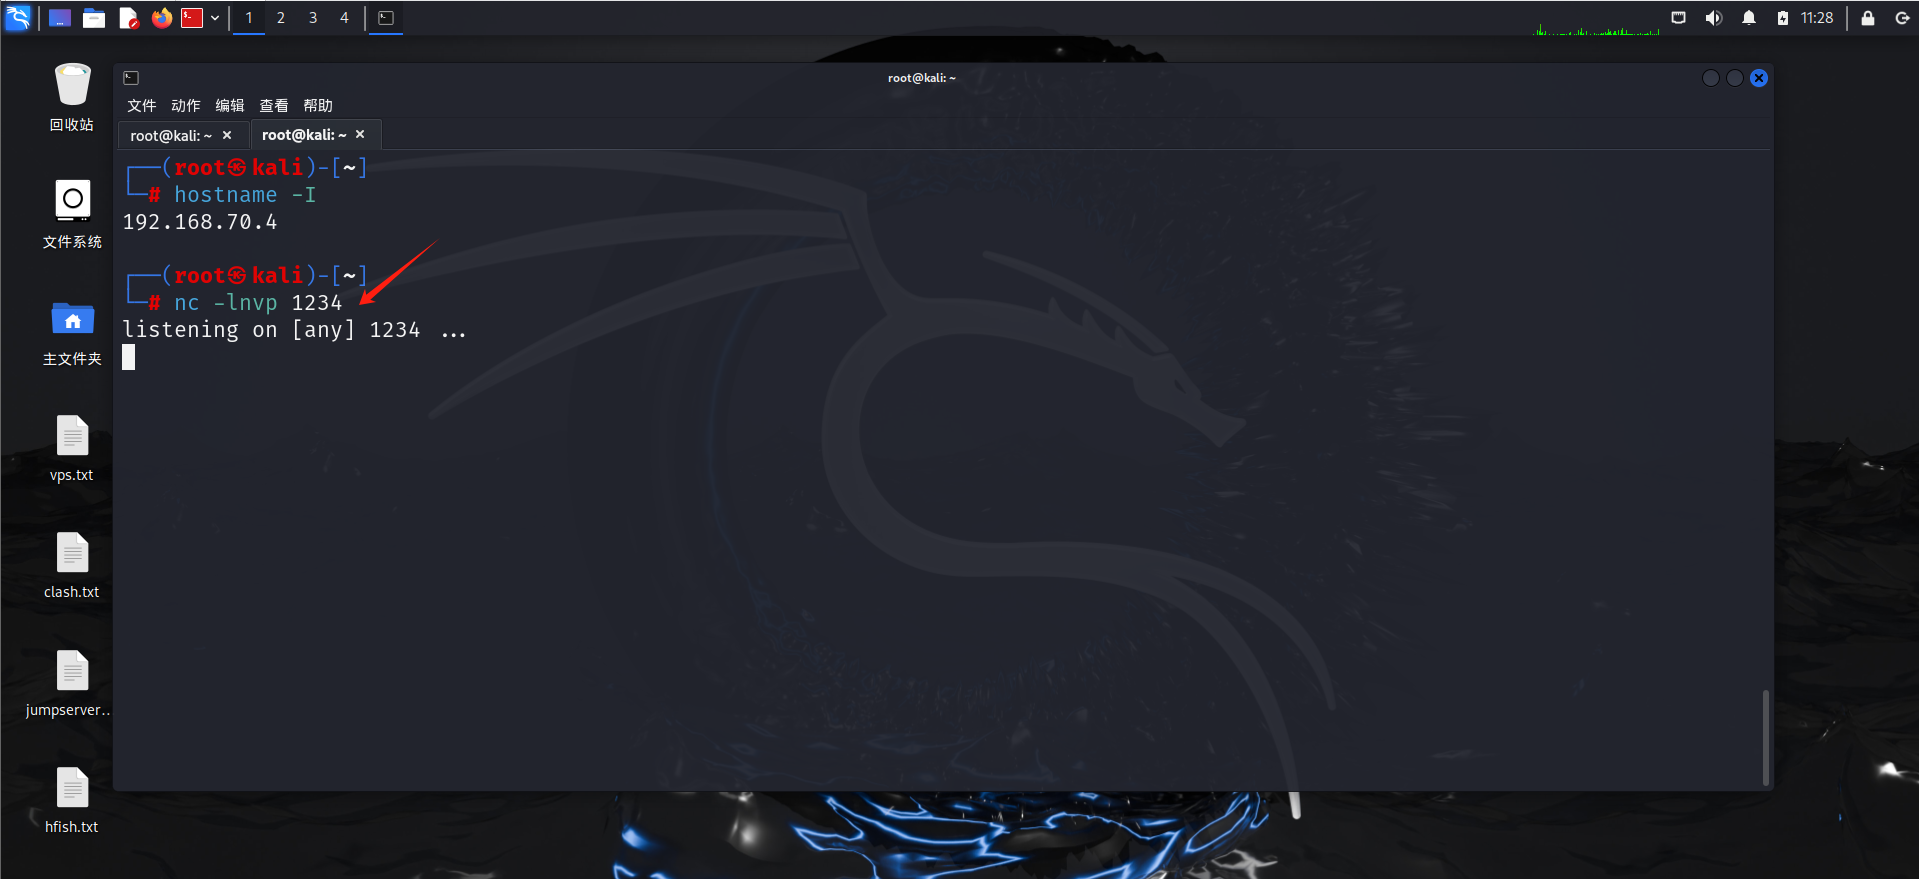 1 2 3 4
11:28
root@kali: ~
文件 动作 编辑 查看 帮助
root@kali: ~ × root@kali: ~ ×
┌──(root㉿kali)-[~]
└─# hostname -I
192.168.70.4
┌──(root㉿kali)-[~]
└─# nc -lnvp 1234
listening on [any] 1234 ...
回收站
文件系统
主文件夹
vps.txt
clash.txt
jumpserver...
hfish.txt